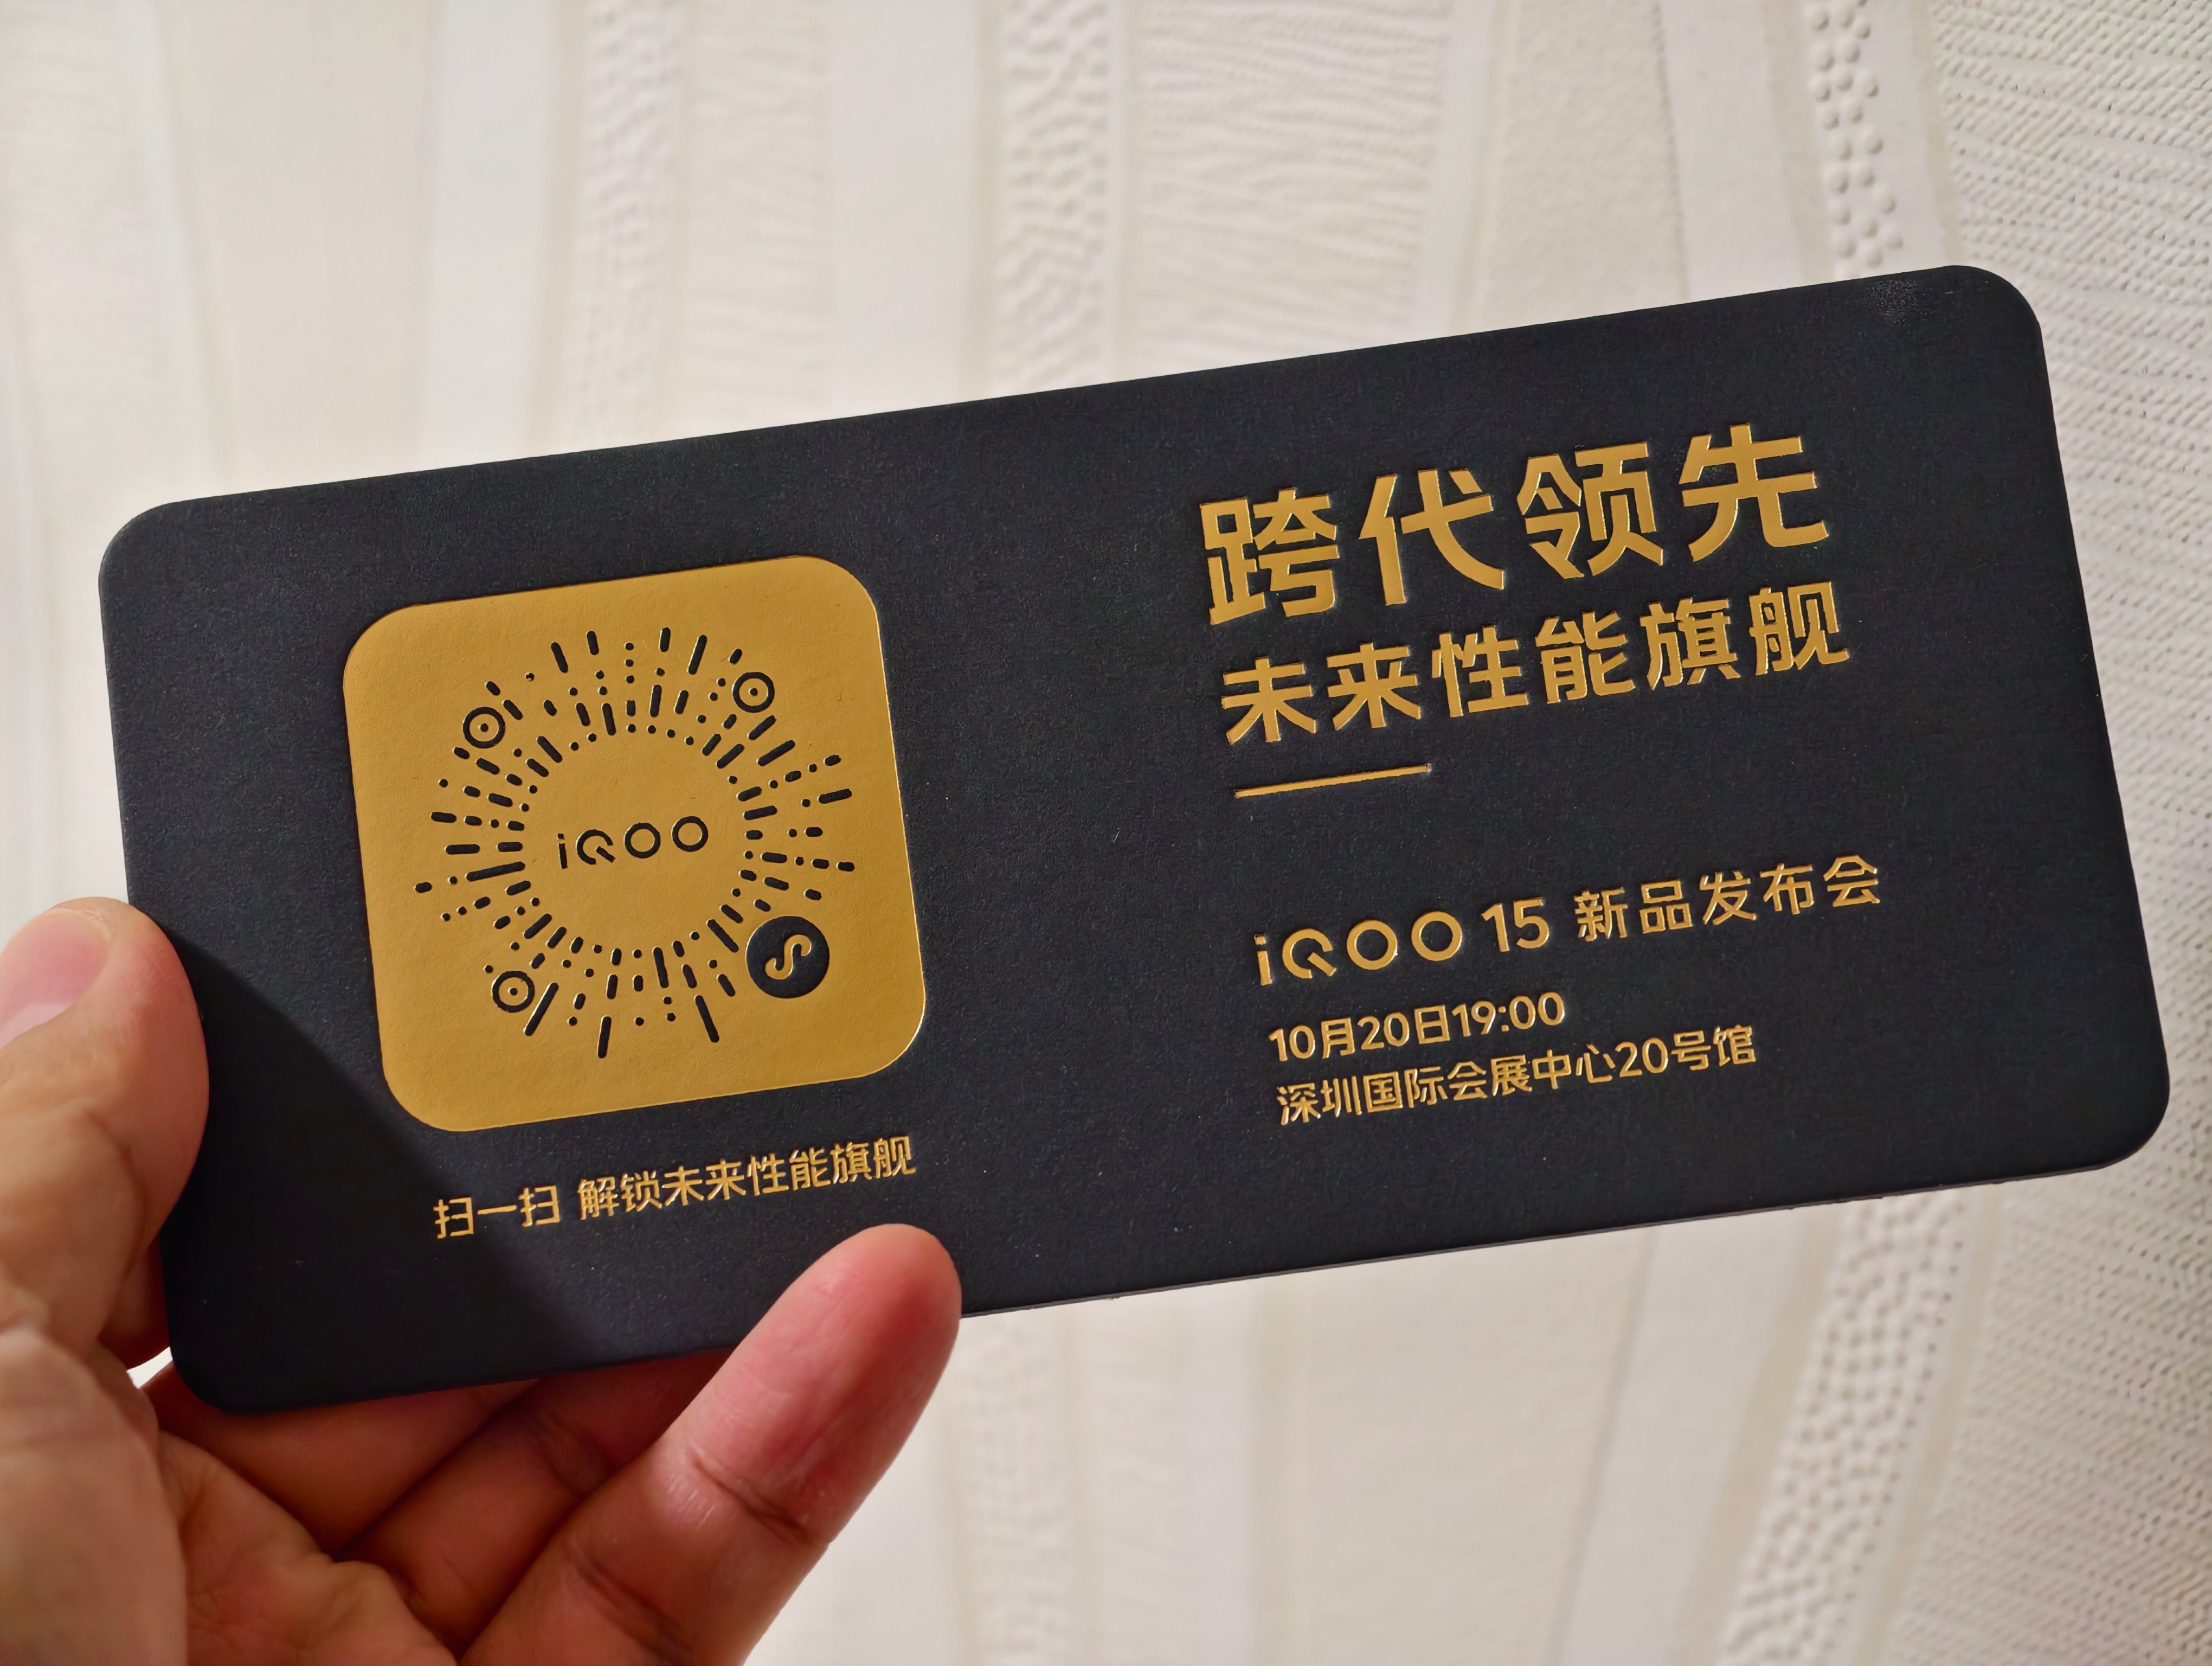 iQOO
扫一扫 解锁未来性能旗舰
跨代领先
未来性能旗舰
iQOO 15 新品发布会
10月20日19:00
深圳国际会展中心20号馆